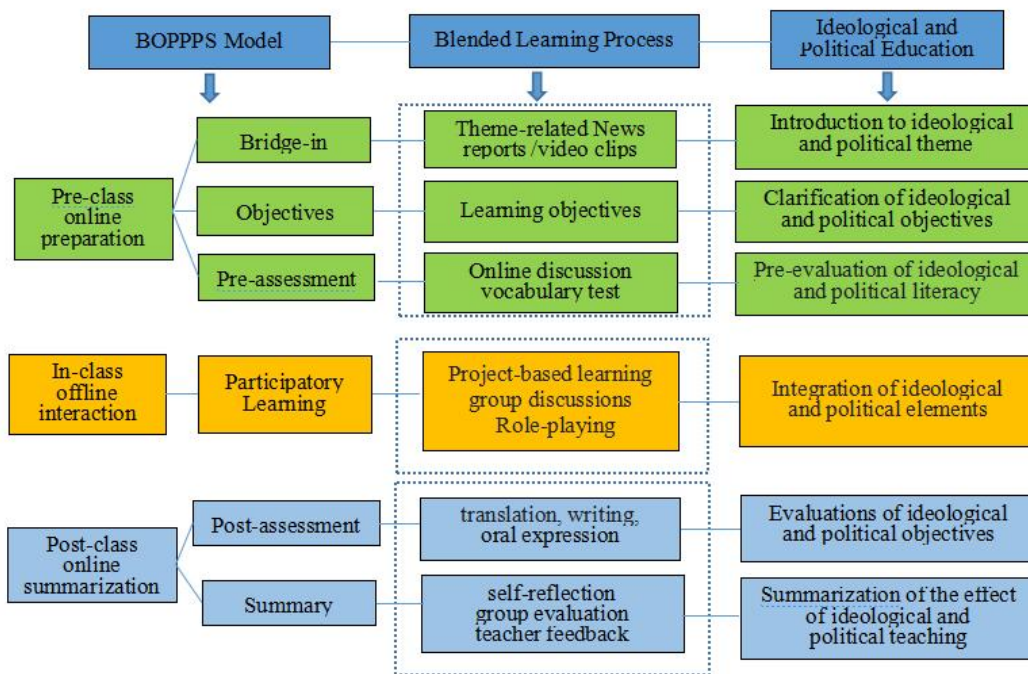 BOPPPS Model
Blended Learning Process
Ideological and
Political Education
Pre-class
online
preparation
Bridge-in
Theme-related News
reports /video clips
Introduction to ideological
and political theme
Objectives
Learning objectives
Clarification of ideological
and political objectives
Pre-assessment
Online discussion
vocabulary test
Pre-evaluation of ideological
and political literacy
In-class
offline
interaction
Participatory
Learning
Project-based learning
group discussions
Role-playing
Integration of ideological
and political elements
Post-class
online
summarization
Post-assessment
translation, writing,
oral expression
Evaluations of ideological
and political objectives
Summary
self-reflection
group evaluation
teacher feedback
Summarization of the effect
of ideological and
political teaching